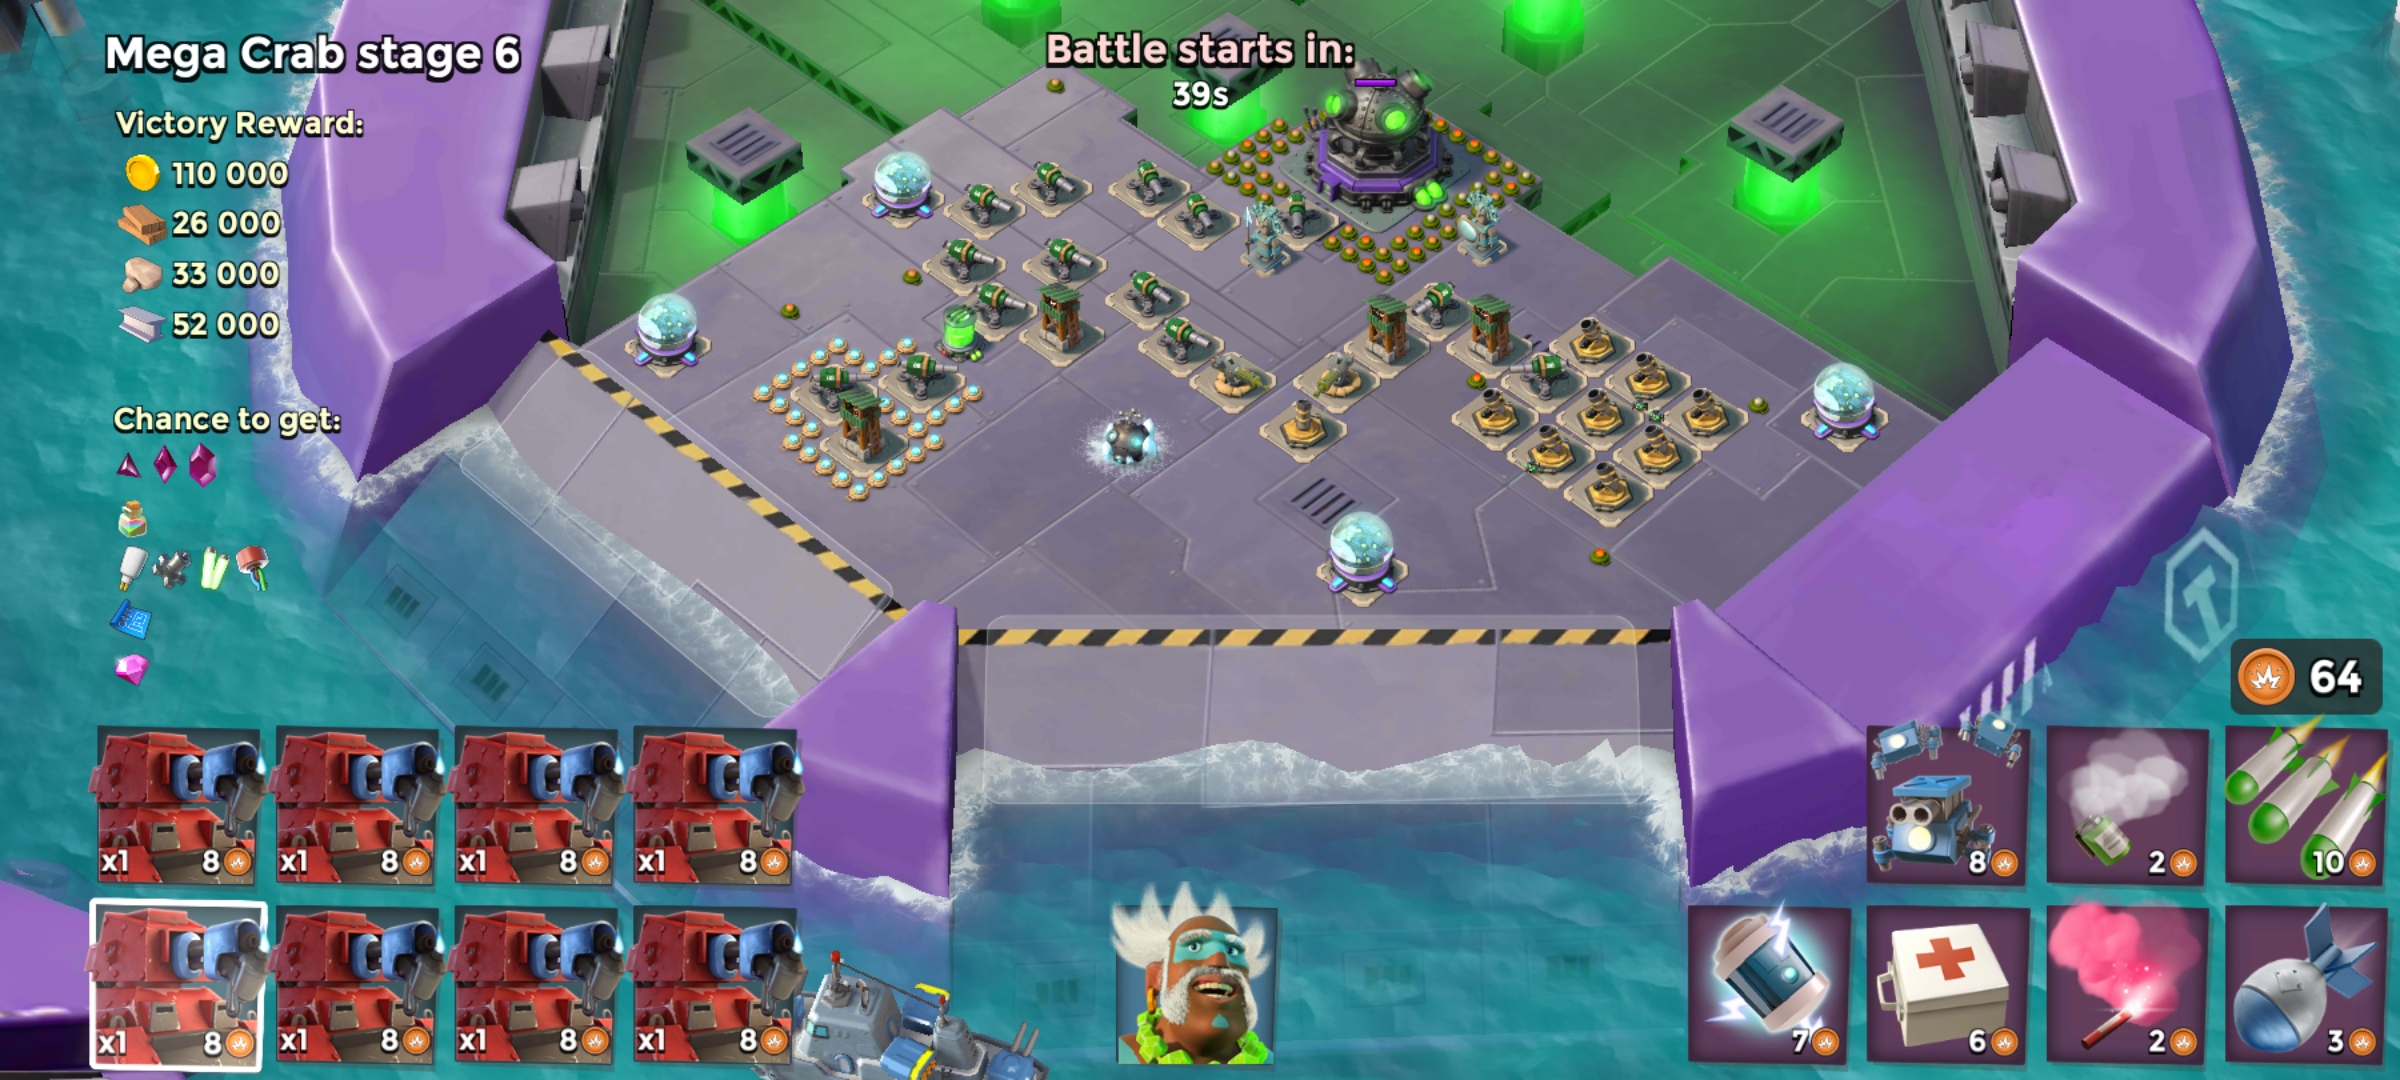 Mega Crab stage 6
Battle starts in:
39s
Victory Reward:
110 000
26 000
33 000
52 000
Chance to get:
64
x1 8
x1 8
x1 8
x1 8
8
2
10
x1 8
x1 8
x1 8
x1 8
7
6
2
3